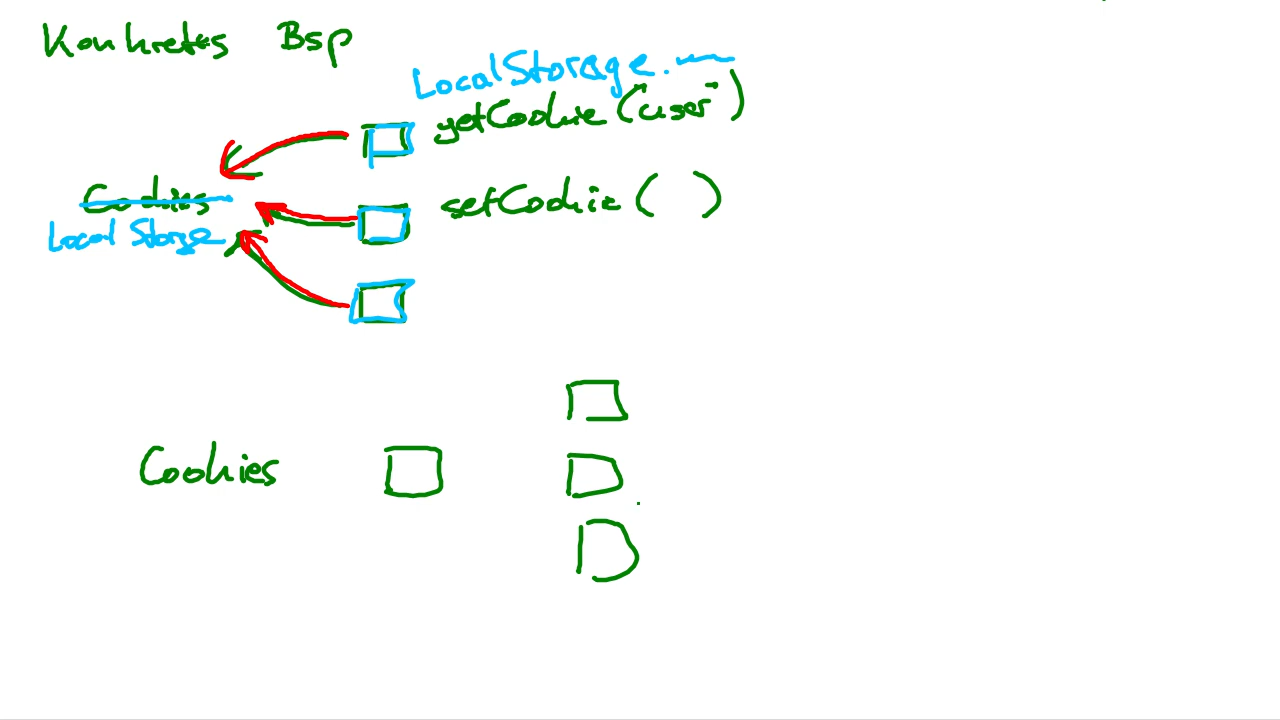 Konkretes Bsp
LocalStorage.
getCookie("user")
Cookies
setCookie( )
Local Storage
Cookies